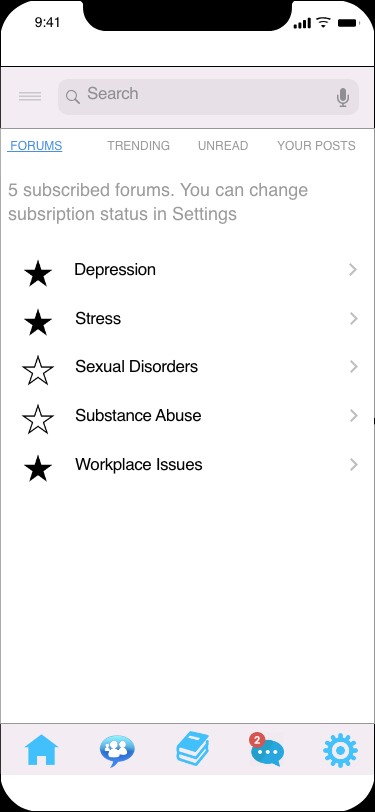 9:41
Search
FORUMS TRENDING UNREAD YOUR POSTS
5 subscribed forums. You can change
subsription status in Settings
Depression
Stress
Sexual Disorders
Substance Abuse
Workplace Issues
2